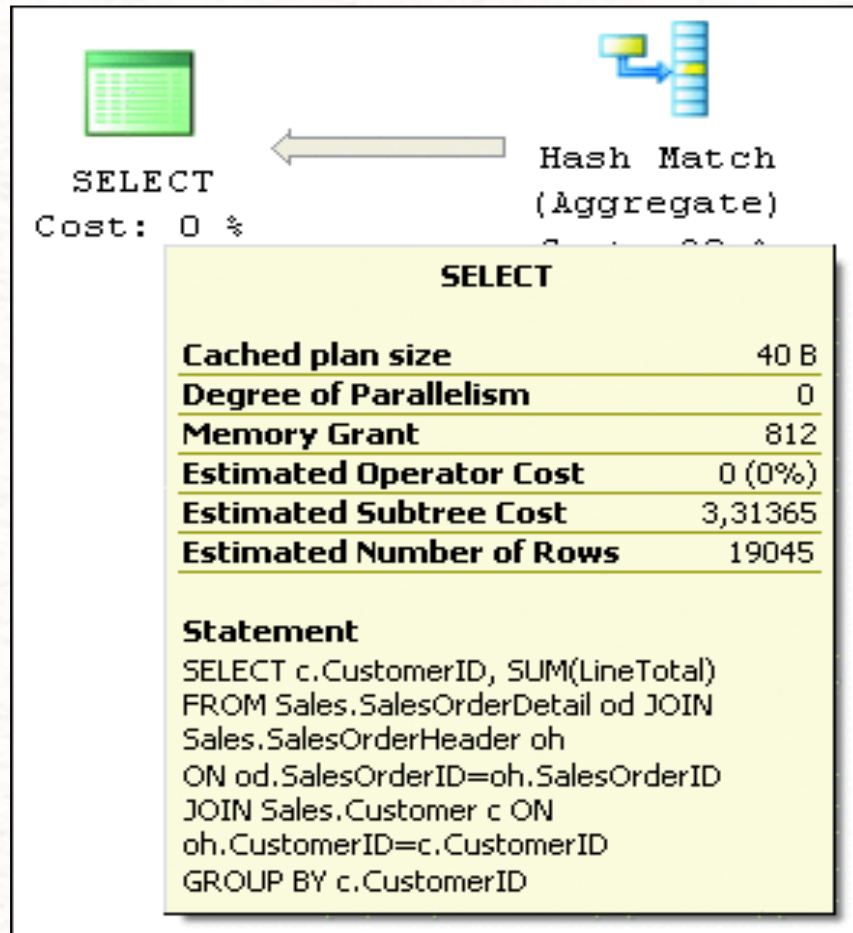 SELECT
Cost: 0 %
Hash Match
(Aggregate)
SELECT
Cached plan size 40 B
Degree of Parallelism 0
Memory Grant 812
Estimated Operator Cost 0 (0%)
Estimated Subtree Cost 3,31365
Estimated Number of Rows 19045
Statement
SELECT c.CustomerID, SUM(LineTotal)
FROM Sales.SalesOrderDetail od JOIN
Sales.SalesOrderHeader oh
ON od.SalesOrderID=oh.SalesOrderID
JOIN Sales.Customer c ON
oh.CustomerID=c.CustomerID
GROUP BY c.CustomerID